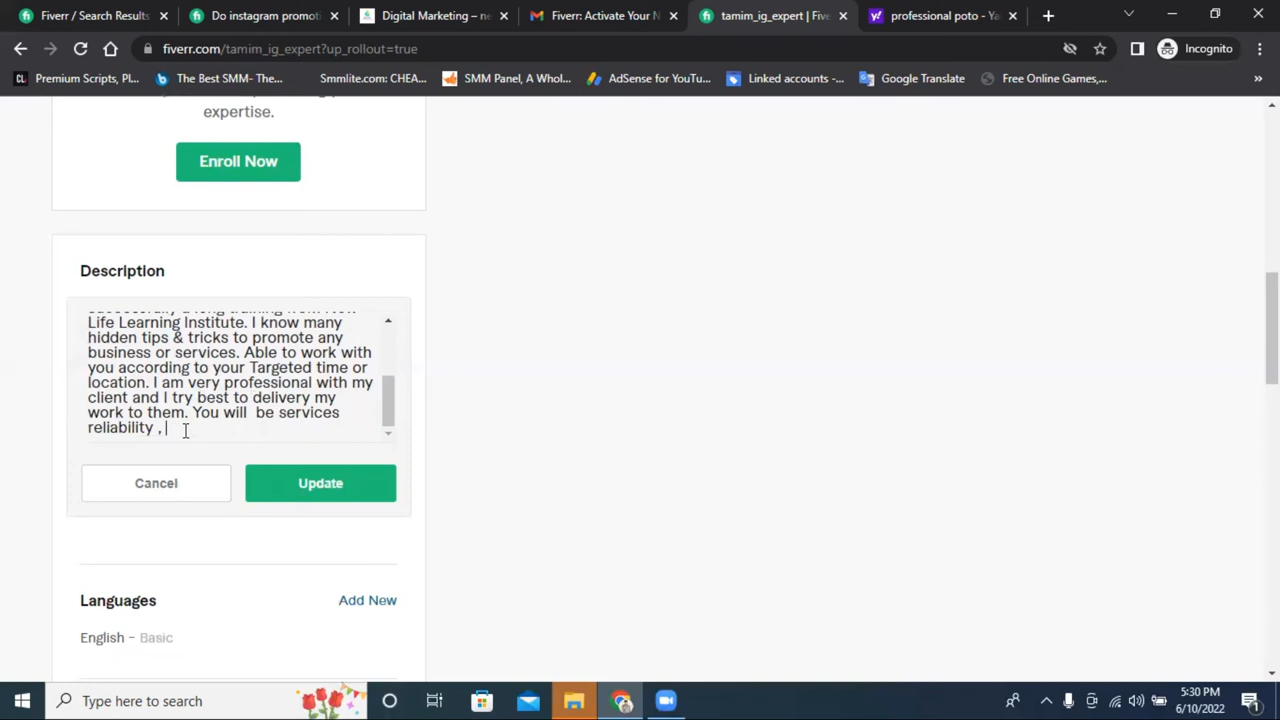 Fiverr / Search Results
Do instagram promoti
Digital Marketing – ne
Fiverr: Activate Your N
tamim_ig_expert | Five
professional poto - Ya
fiverr.com/tamim_ig_expert?up_rollout=true
Incognito
Premium Scripts, Pl...
The Best SMM- The...
Smmlite.com: CHEA...
SMM Panel, A Whol...
AdSense for YouTu...
Linked accounts -...
Google Translate
Free Online Games,...
expertise.
Enroll Now
Description
Life Learning Institute. I know many
hidden tips & tricks to promote any
business or services. Able to work with
you according to your Targeted time or
location. I am very professional with my
client and I try best to delivery my
work to them. You will  be services
reliability ,
Cancel
Update
Languages
Add New
English – Basic
Type here to search
5:30 PM
6/10/2022